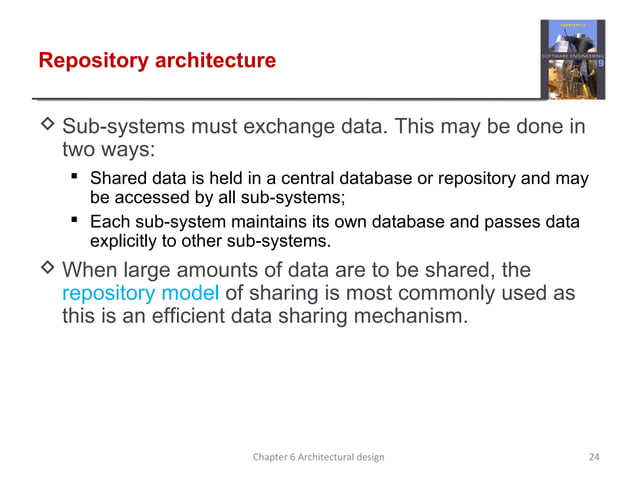 Repository architecture
SOMMERVILLE
SOFTWARE ENGINEERING
9
◇ Sub-systems must exchange data. This may be done in
two ways:
▪ Shared data is held in a central database or repository and may
be accessed by all sub-systems;
▪ Each sub-system maintains its own database and passes data
explicitly to other sub-systems.
◇ When large amounts of data are to be shared, the
repository model of sharing is most commonly used as
this is an efficient data sharing mechanism.
Chapter 6 Architectural design
24